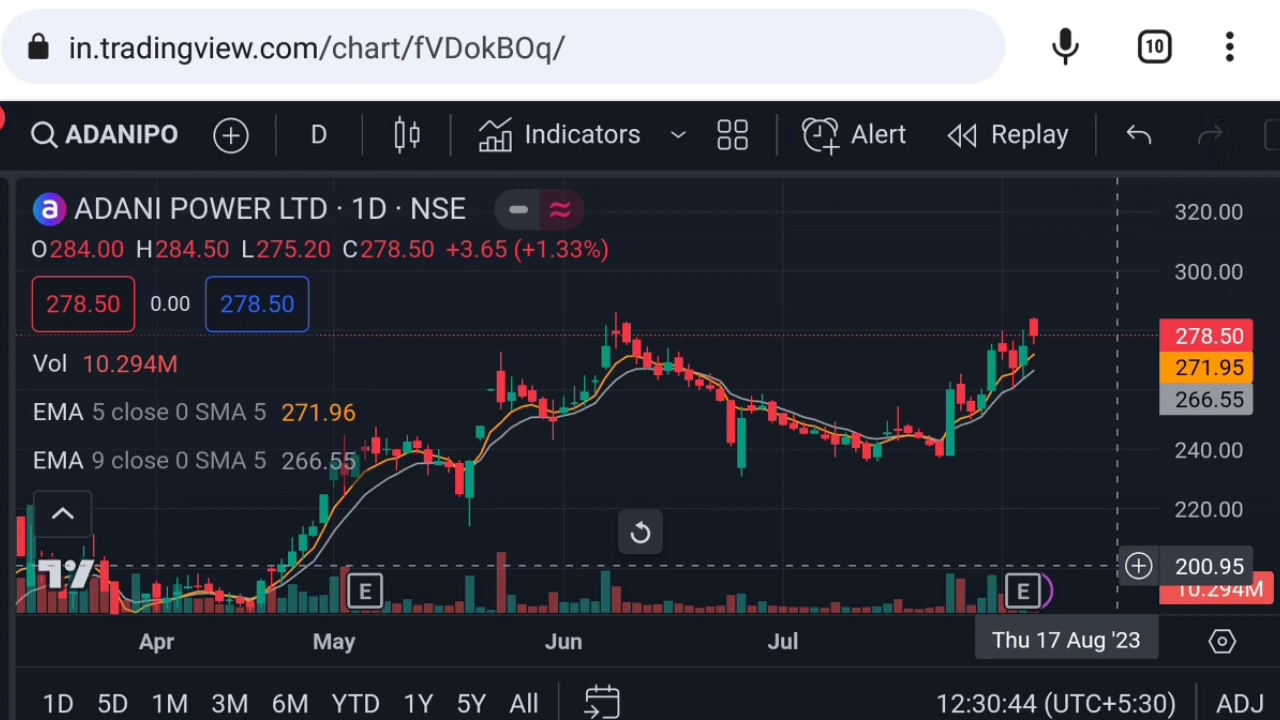 in.tradingview.com/chart/fVDokBOq/
10
ADANIPO D Indicators Alert Replay
a ADANI POWER LTD · 1D · NSE
O284.00 H284.50 L275.20 C278.50 +3.65 (+1.33%)
278.50 0.00 278.50
Vol 10.294M
EMA 5 close 0 SMA 5 271.96
EMA 9 close 0 SMA 5 266.55
320.00
300.00
278.50
271.95
266.55
240.00
220.00
200.95
10.294M
E E
Apr May Jun Jul Thu 17 Aug '23
1D 5D 1M 3M 6M YTD 1Y 5Y All 12:30:44 (UTC+5:30) ADJ